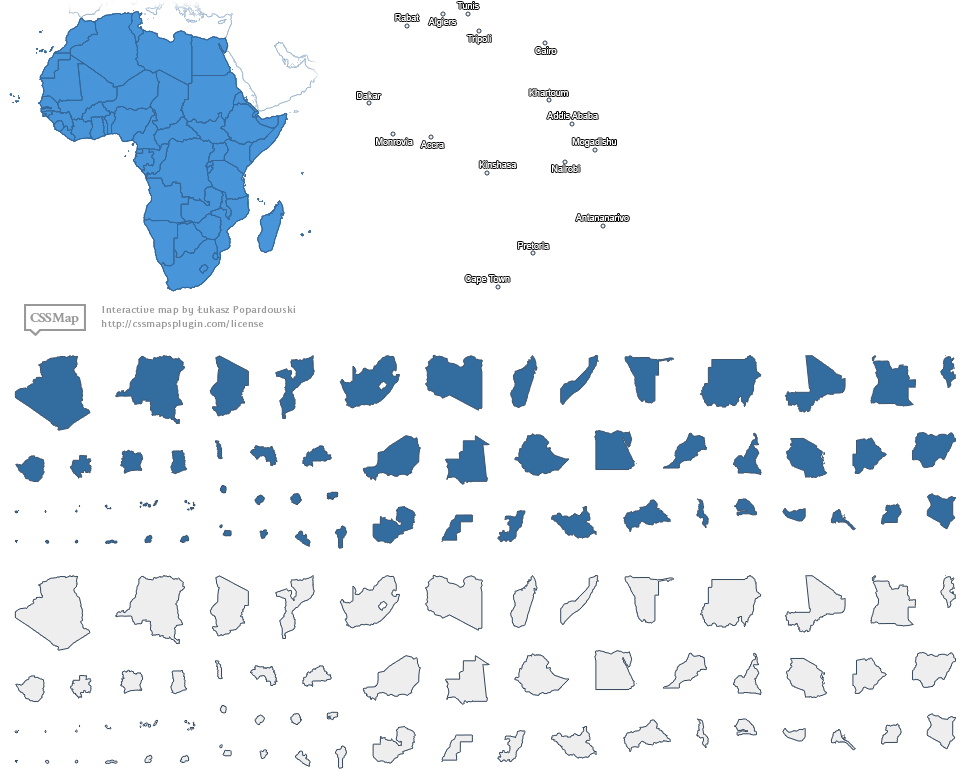 Tunis
Rabat
Algiers
Tripoli
Cairo
Dakar
Khartoum
Addis Ababa
Monrovia
Accra
Mogadishu
Kinshasa
Nairobi
Antananarivo
Pretoria
Cape Town
CSSMap
Interactive map by Łukasz Popardowski
http://cssmapsplugin.com/license